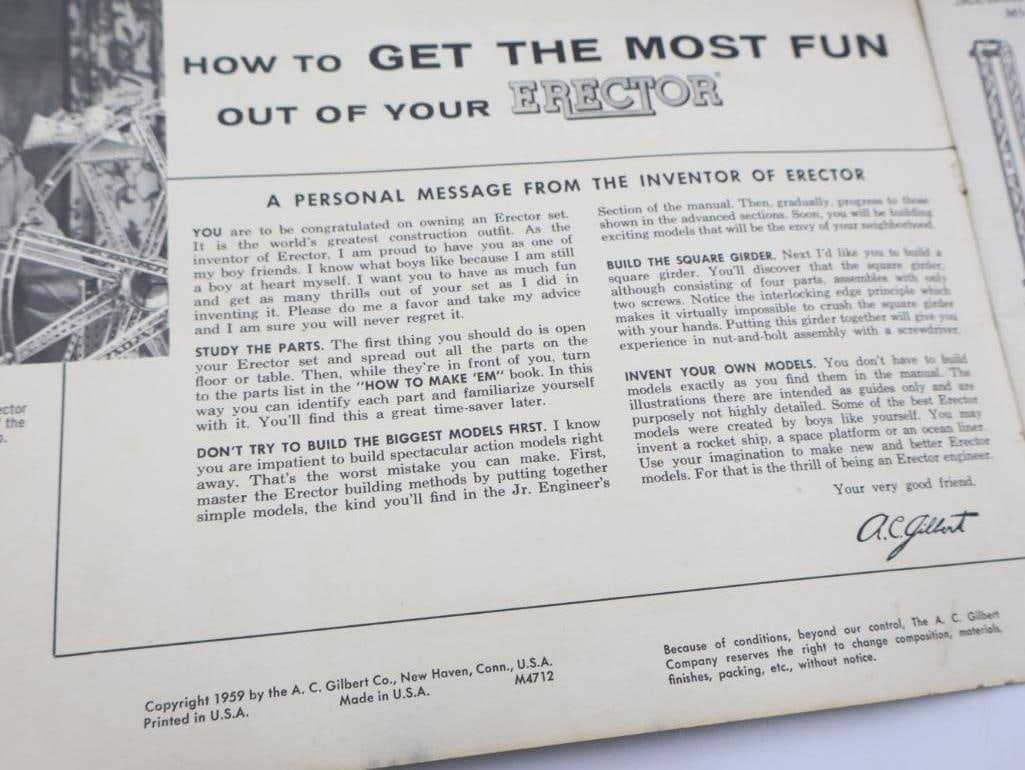 HOW TO GET THE MOST FUN
OUT OF YOUR ERECTOR®
A PERSONAL MESSAGE FROM THE INVENTOR OF ERECTOR
YOU are to be congratulated on owning an Erector set.
It is the world's greatest construction outfit. As the
inventor of Erector, I am proud to have you as one of
my boy friends. I know what boys like because I am still
a boy at heart myself. I want you to have as much fun
and get as many thrills out of your set as I did in
inventing it. Please do me a favor and take my advice
and I am sure you will never regret it.
STUDY THE PARTS. The first thing you should do is open
your Erector set and spread out all the parts on the
floor or table. Then, while they're in front of you, turn
to the parts list in the "HOW TO MAKE 'EM" book. In this
way you can identify each part and familiarize yourself
with it. You'll find this a great time-saver later.
DON'T TRY TO BUILD THE BIGGEST MODELS FIRST. I know
you are impatient to build spectacular action models right
away. That's the worst mistake you can make. First,
master the Erector building methods by putting together
simple models, the kind you'll find in the Jr. Engineer's
Section of the manual. Then, gradually, progress to those
shown in the advanced sections. Soon, you will be building
exciting models that will be the envy of your neighborhood.
BUILD THE SQUARE GIRDER. Next I'd like you to build a
square girder. You'll discover that the square girder,
although consisting of four parts, assembles with only
two screws. Notice the interlocking edge principle which
makes it virtually impossible to crush the square girder
with your hands. Putting this girder together will give you
experience in nut-and-bolt assembly with a screwdriver.
INVENT YOUR OWN MODELS. You don't have to build
models exactly as you find them in the manual. The
illustrations there are intended as guides only and are
purposely not highly detailed. Some of the best Erector
models were created by boys like yourself. You may
invent a rocket ship, a space platform or an ocean liner.
Use your imagination to make new and better Erector
models. For that is the thrill of being an Erector engineer.
Your very good friend,
A.C. Gilbert
ector
the
Copyright 1959 by the A. C. Gilbert Co., New Haven, Conn., U.S.A.
Printed in U.S.A. Made in U.S.A. M4712
Because of conditions, beyond our control, The A. C. Gilbert
Company reserves the right to change composition, materials,
finishes, packing, etc., without notice.